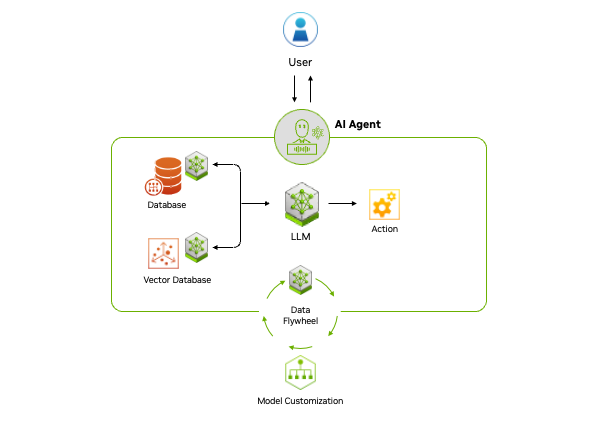 User
AI Agent
Database
LLM
Action
Vector Database
Data
Flywheel
Model Customization